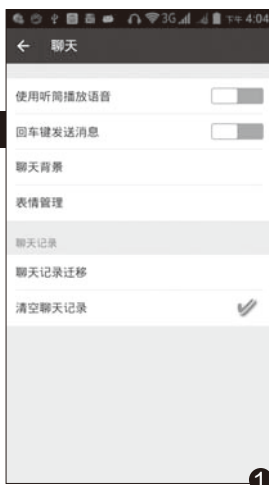 3G 下午 4:04
← 聊天
使用听筒播放语音
回车键发送消息
聊天背景
表情管理
聊天记录
聊天记录迁移
清空聊天记录
1